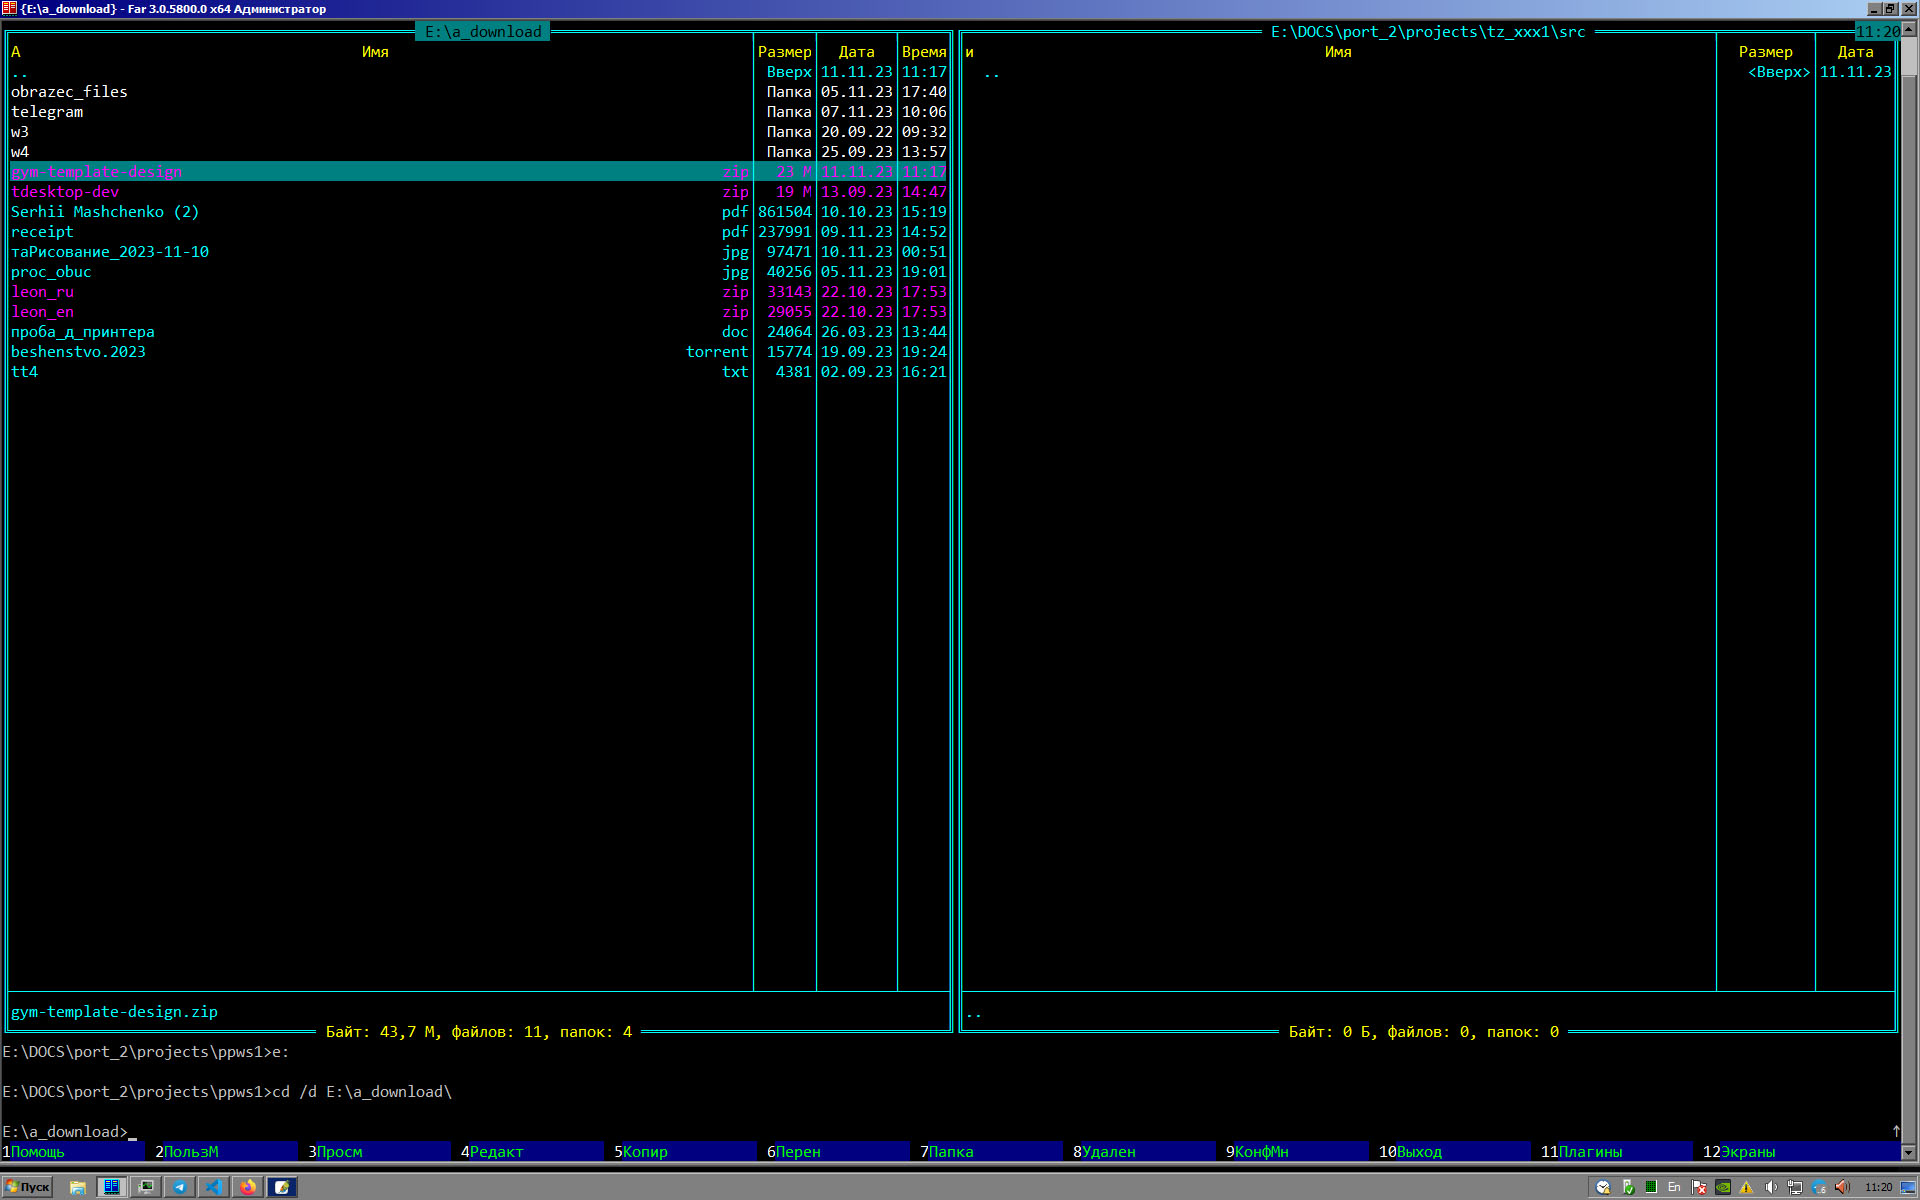 {E:\a_download} - Far 3.0.5800.0 x64 Администратор
E:\a_download
А Имя Размер Дата Время
.. Вверх 11.11.23 11:17
obrazec_files Папка 05.11.23 17:40
telegram Папка 07.11.23 10:06
w3 Папка 20.09.22 09:32
w4 Папка 25.09.23 13:57
gym-template-design zip 23 M 11.11.23 11:17
tdesktop-dev zip 19 M 13.09.23 14:47
Serhii Mashchenko (2) pdf 861504 10.10.23 15:19
receipt pdf 237991 09.11.23 14:52
таРисование_2023-11-10 jpg 97471 10.11.23 00:51
proc_obuc jpg 40256 05.11.23 19:01
leon_ru zip 33143 22.10.23 17:53
leon_en zip 29055 22.10.23 17:53
проба_д_принтера doc 24064 26.03.23 13:44
beshenstvo.2023 torrent 15774 19.09.23 19:24
tt4 txt 4381 02.09.23 16:21
gym-template-design.zip
Байт: 43,7 М, файлов: 11, папок: 4
E:\DOCS\port_2\projects\tz_xxx1\src
11:20
и Имя Размер Дата
.. <Вверх> 11.11.23
..
Байт: 0 Б, файлов: 0, папок: 0
E:\DOCS\port_2\projects\ppws1>e:
E:\DOCS\port_2\projects\ppws1>cd /d E:\a_download\
E:\a_download>
1Помощь 2ПользМ 3Просм 4Редакт 5Копир 6Перен 7Папка 8Удален 9КонфМн 10Выход 11Плагины 12Экраны
Пуск En 11:20